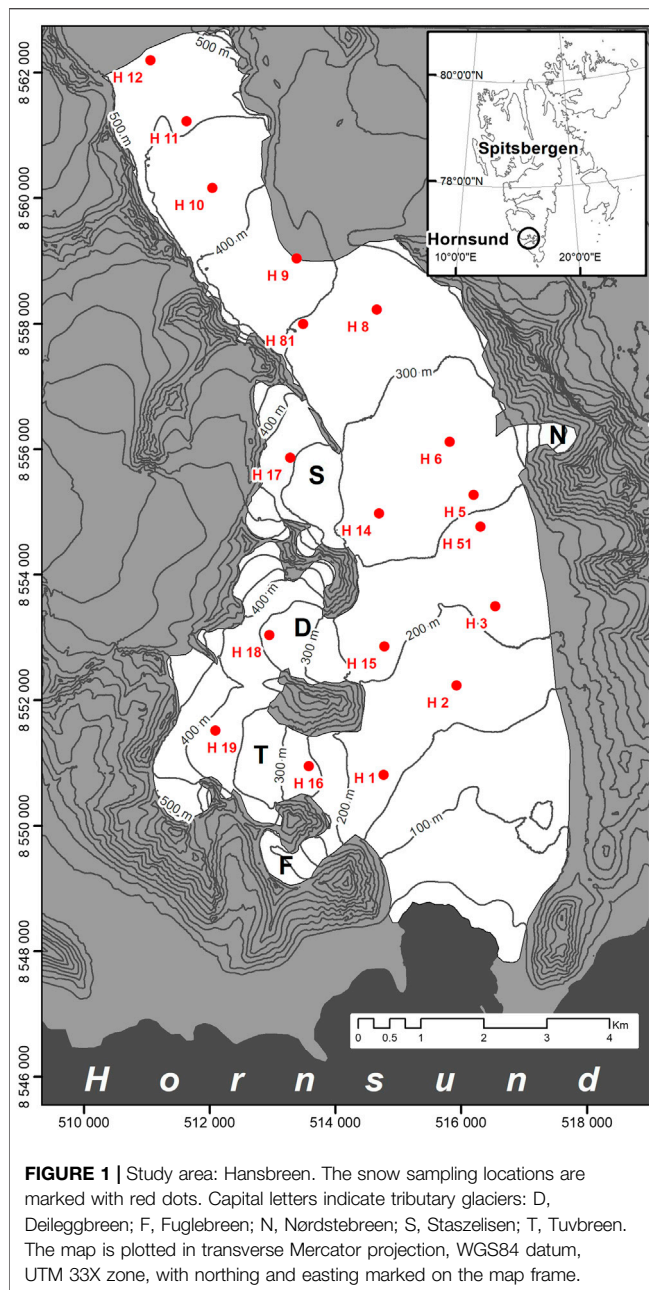 8 562 000
8 560 000
8 558 000
8 556 000
8 554 000
8 552 000
8 550 000
8 548 000
8 546 000
500 m
H 12
500 m
H 11
H 10
400 m
H 9
H 81
H 8
300 m
400 m
H 6
N
H 17
S
H 5
H 14
H 51
400 m
D
H 3
200 m
H 18
300 m
H 15
H 2
400 m
H 19
T
300 m
H 16
H 1
200 m
500 m
100 m
F
80°0'0"N
Spitsbergen
78°0'0"N
Hornsund
10°0'0"E
20°0'0"E
Km
0 0.5 1 2 3 4
Hornsund
510 000 512 000 514 000 516 000 518 000
FIGURE 1 | Study area: Hansbreen. The snow sampling locations are
marked with red dots. Capital letters indicate tributary glaciers: D,
Deileggbreen; F, Fuglebreen; N, Nørdstebreen; S, Staszelisen; T, Tuvbreen.
The map is plotted in transverse Mercator projection, WGS84 datum,
UTM 33X zone, with northing and easting marked on the map frame.